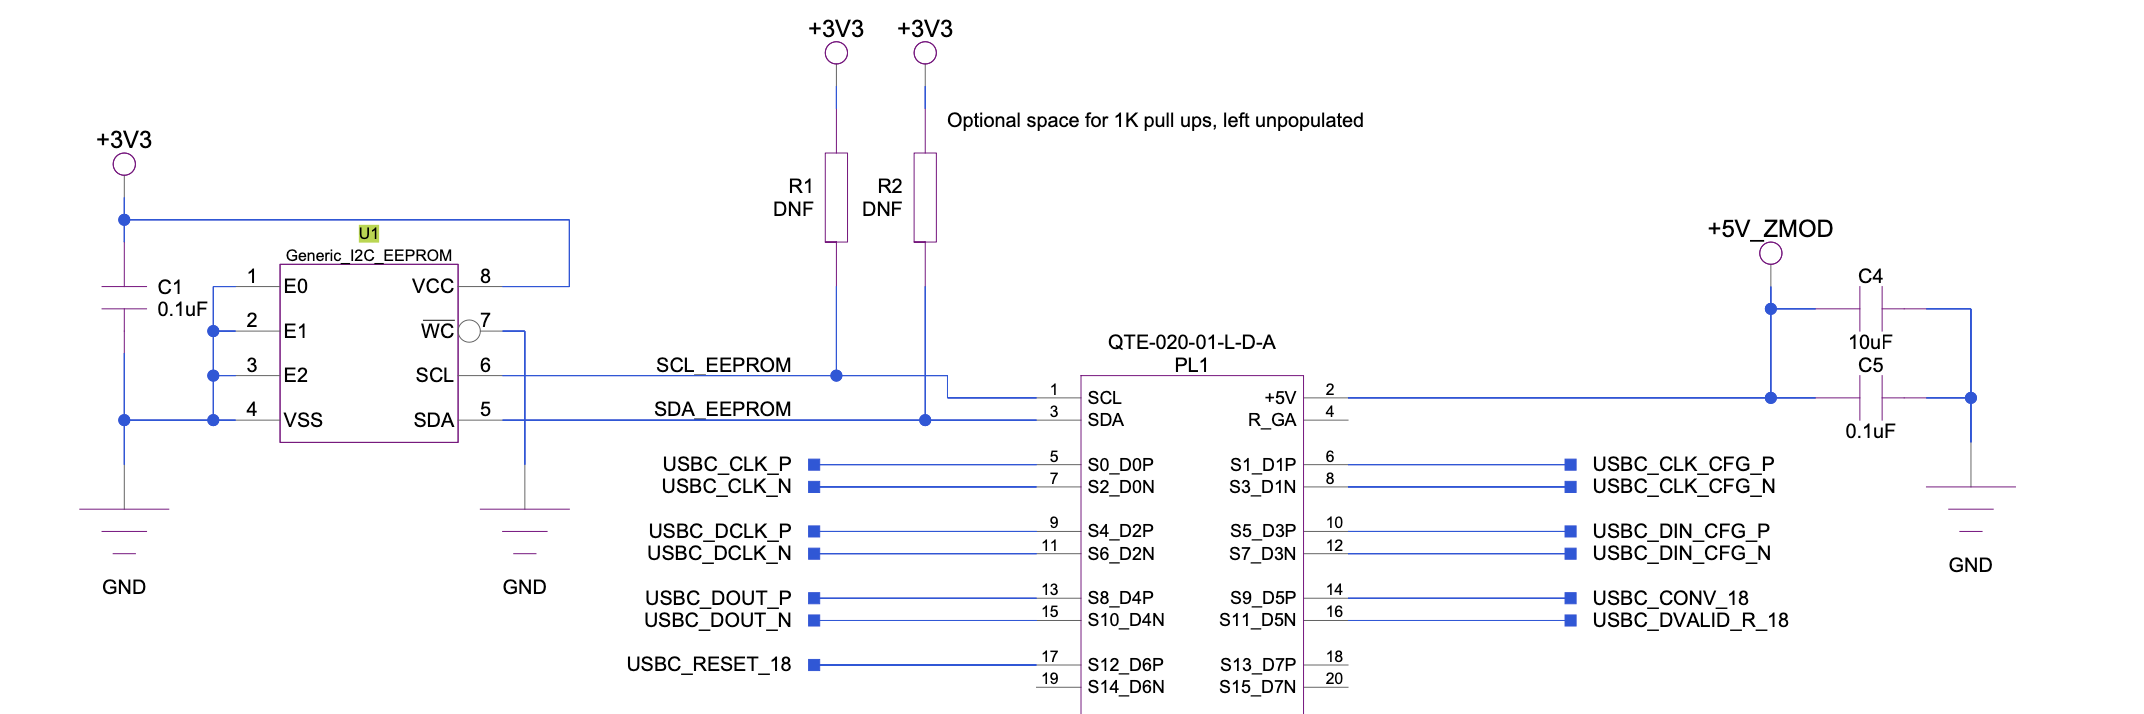 +3V3
+3V3
Optional space for 1K pull ups, left unpopulated
+3V3
R1
DNF
R2
DNF
U1
Generic_I2C_EEPROM
C1
0.1uF
1
E0
2
E1
3
E2
4
VSS
VCC
8
WC
7
SCL
6
SDA
5
SCL_EEPROM
SDA_EEPROM
GND
GND
QTE-020-01-L-D-A
PL1
1 SCL
3 SDA
+5V 2
R_GA 4
USBC_CLK_P 5 S0_D0P
USBC_CLK_N 7 S2_D0N
USBC_DCLK_P 9 S4_D2P
USBC_DCLK_N 11 S6_D2N
USBC_DOUT_P 13 S8_D4P
USBC_DOUT_N 15 S10_D4N
USBC_RESET_18 17 S12_D6P
19 S14_D6N
S1_D1P 6 USBC_CLK_CFG_P
S3_D1N 8 USBC_CLK_CFG_N
S5_D3P 10 USBC_DIN_CFG_P
S7_D3N 12 USBC_DIN_CFG_N
S9_D5P 14 USBC_CONV_18
S11_D5N 16 USBC_DVALID_R_18
S13_D7P 18
S15_D7N 20
+5V_ZMOD
C4
10uF
C5
0.1uF
GND